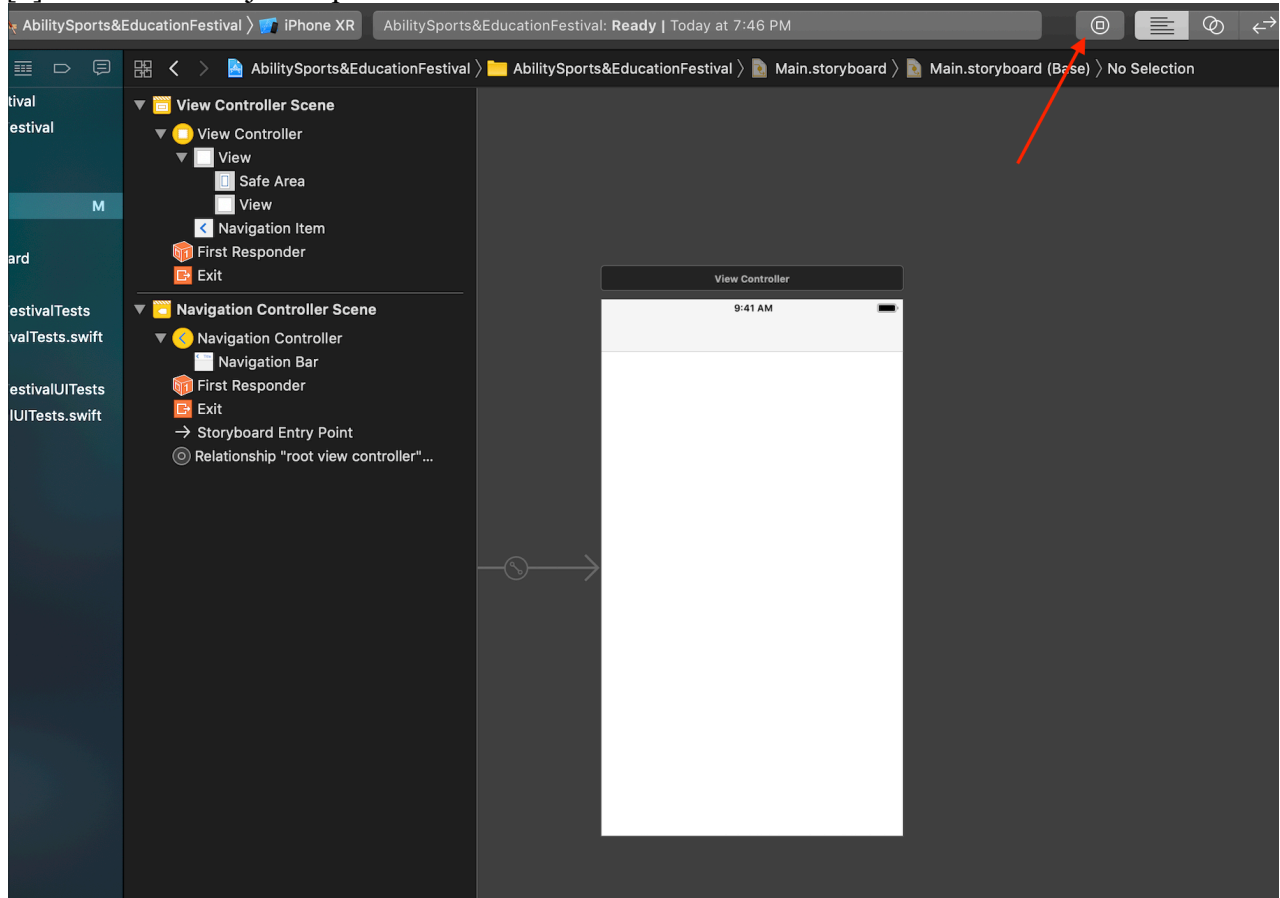 AbilitySports&EducationFestival 〉 iPhone XR
AbilitySports&EducationFestival: Ready | Today at 7:46 PM
AbilitySports&EducationFestival 〉 AbilitySports&EducationFestival 〉 Main.storyboard 〉 Main.storyboard (Base) 〉 No Selection
tival
estival
M
ard
estivalTests
valTests.swift
estivalUITests
lUITests.swift
View Controller Scene
View Controller
View
Safe Area
View
Navigation Item
First Responder
Exit
Navigation Controller Scene
Navigation Controller
Navigation Bar
First Responder
Exit
Storyboard Entry Point
Relationship "root view controller"...
View Controller
9:41 AM